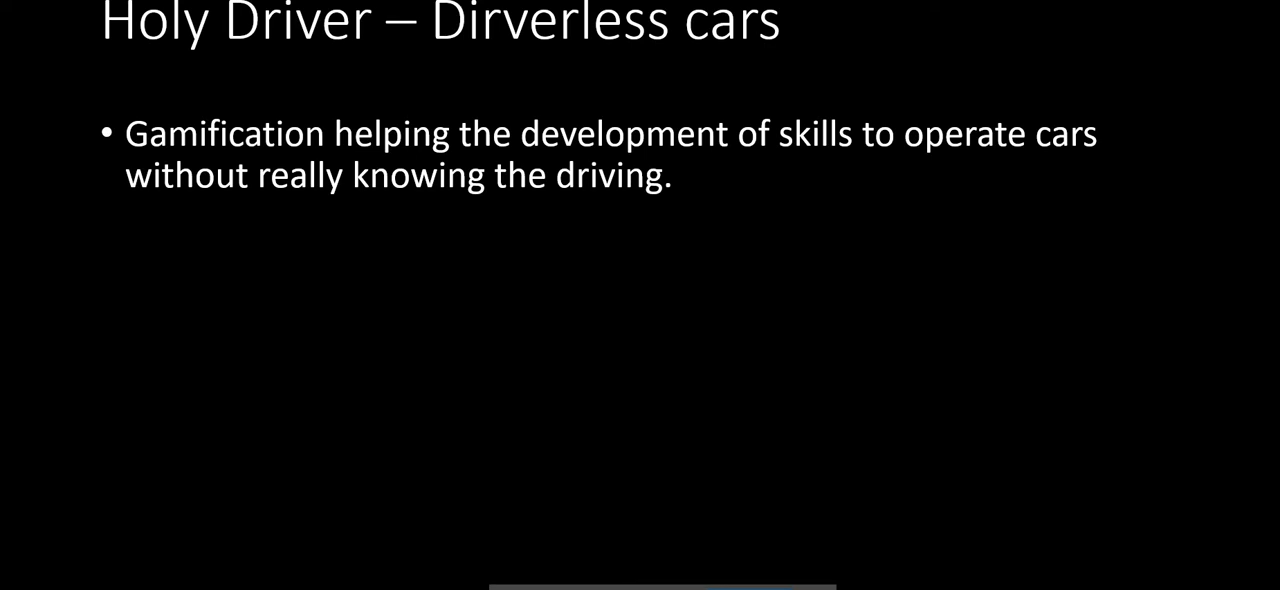 Holy Driver – Dirverless cars
• Gamification helping the development of skills to operate cars
without really knowing the driving.